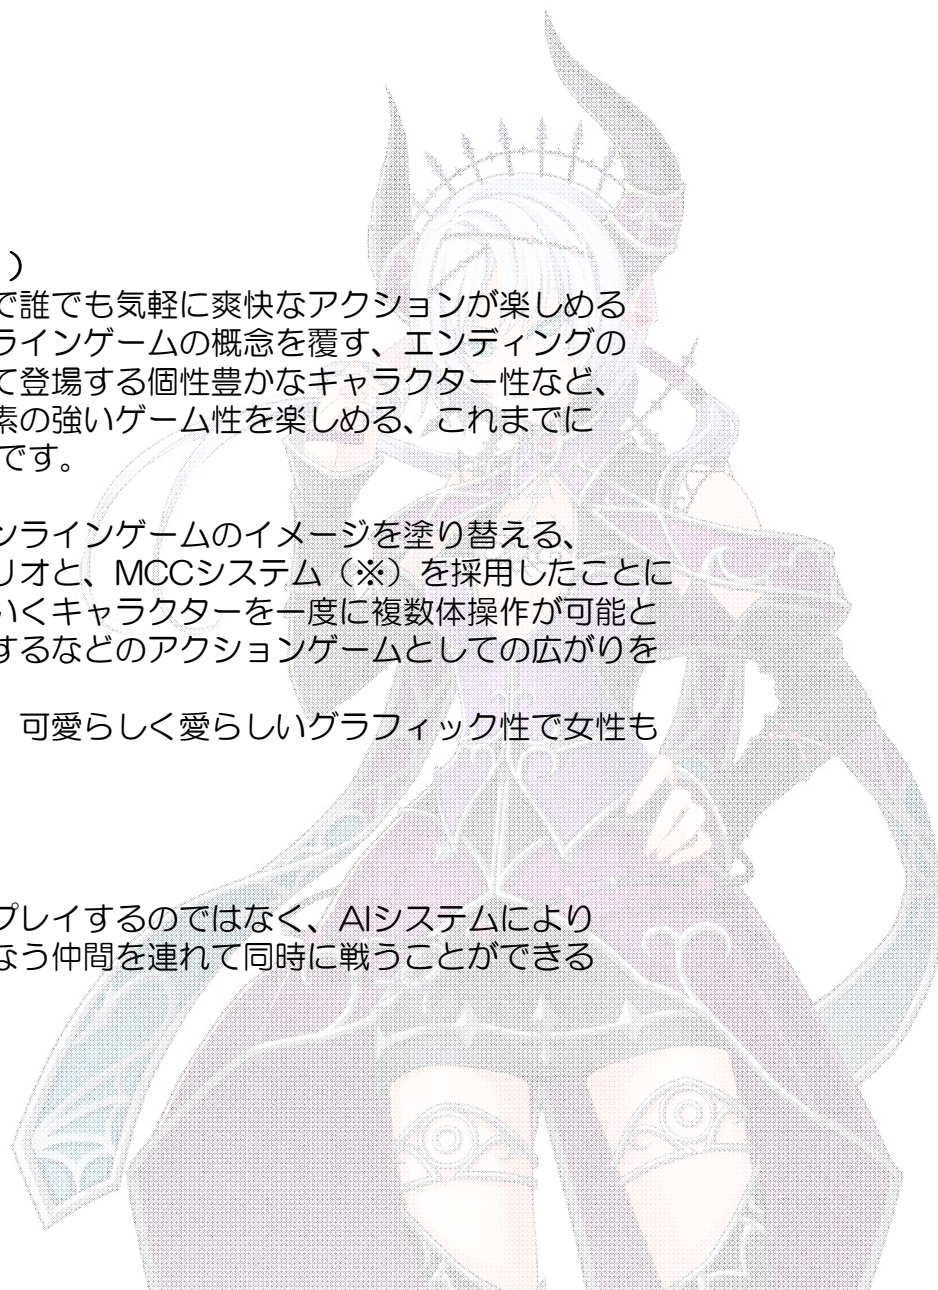 ）
で誰でも気軽に爽快なアクションが楽しめる
ラインゲームの概念を覆す、エンディングの
て登場する個性豊かなキャラクター性など、
素の強いゲーム性を楽しめる、これまでに
です。
ンラインゲームのイメージを塗り替える、
リオと、MCCシステム（※）を採用したことに
いくキャラクターを一度に複数体操作が可能と
するなどのアクションゲームとしての広がりを
可愛らしく愛らしいグラフィック性で女性も
プレイするのではなく、AIシステムにより
なう仲間を連れて同時に戦うことができる